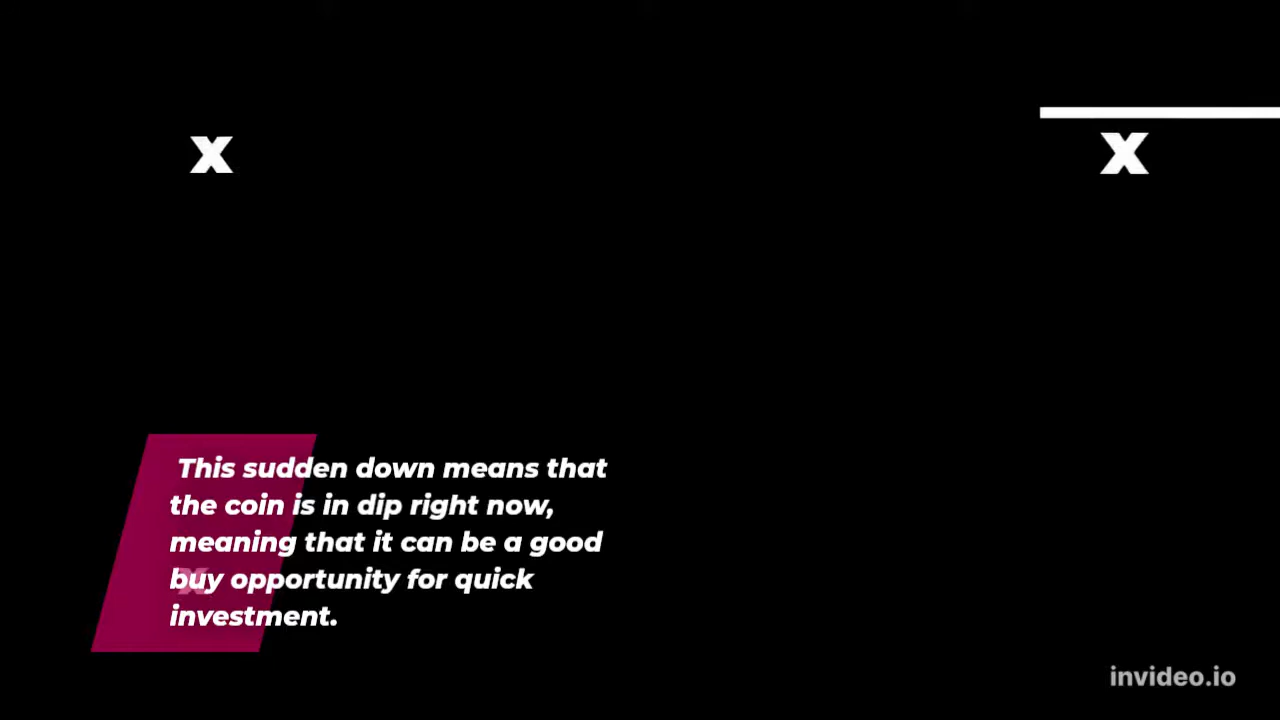 x
x
This sudden down means that
the coin is in dip right now,
meaning that it can be a good
buy opportunity for quick
investment.
x
invideo.io